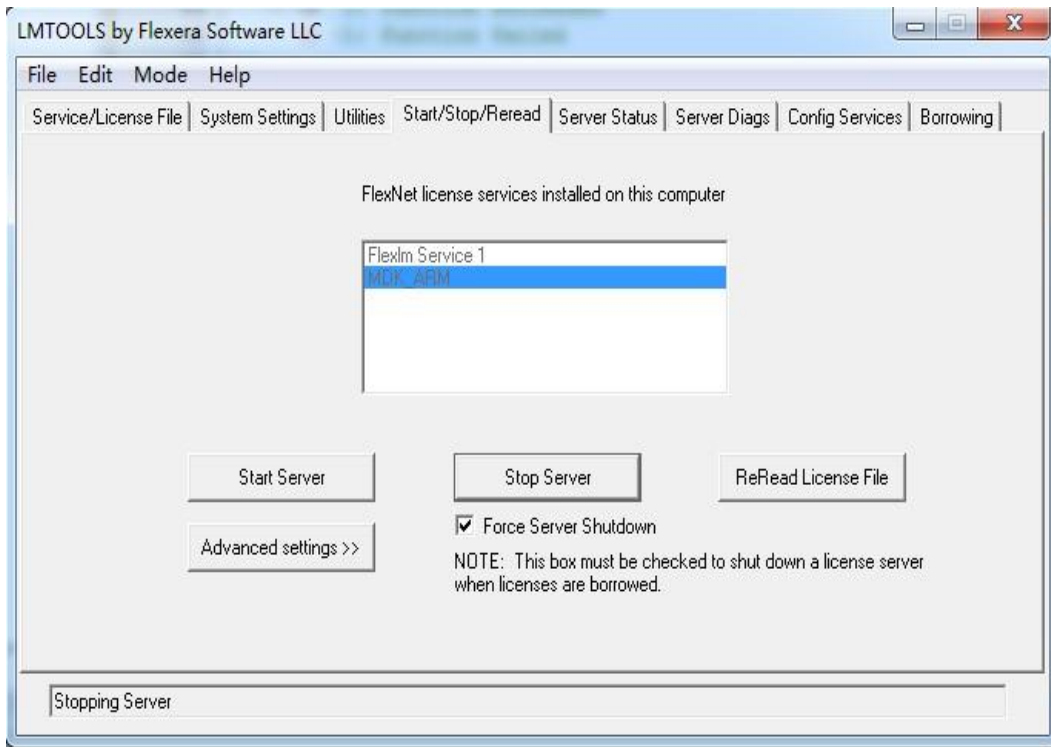 LMTOOLS by Flexera Software LLC
File Edit Mode Help
Service/License File System Settings Utilities Start/Stop/Reread Server Status Server Diags Config Services Borrowing
FlexNet license services installed on this computer
Flexlm Service 1
MDK_ARM
Start Server Stop Server ReRead License File
Advanced settings >> Force Server Shutdown
NOTE: This box must be checked to shut down a license server
when licenses are borrowed.
Stopping Server